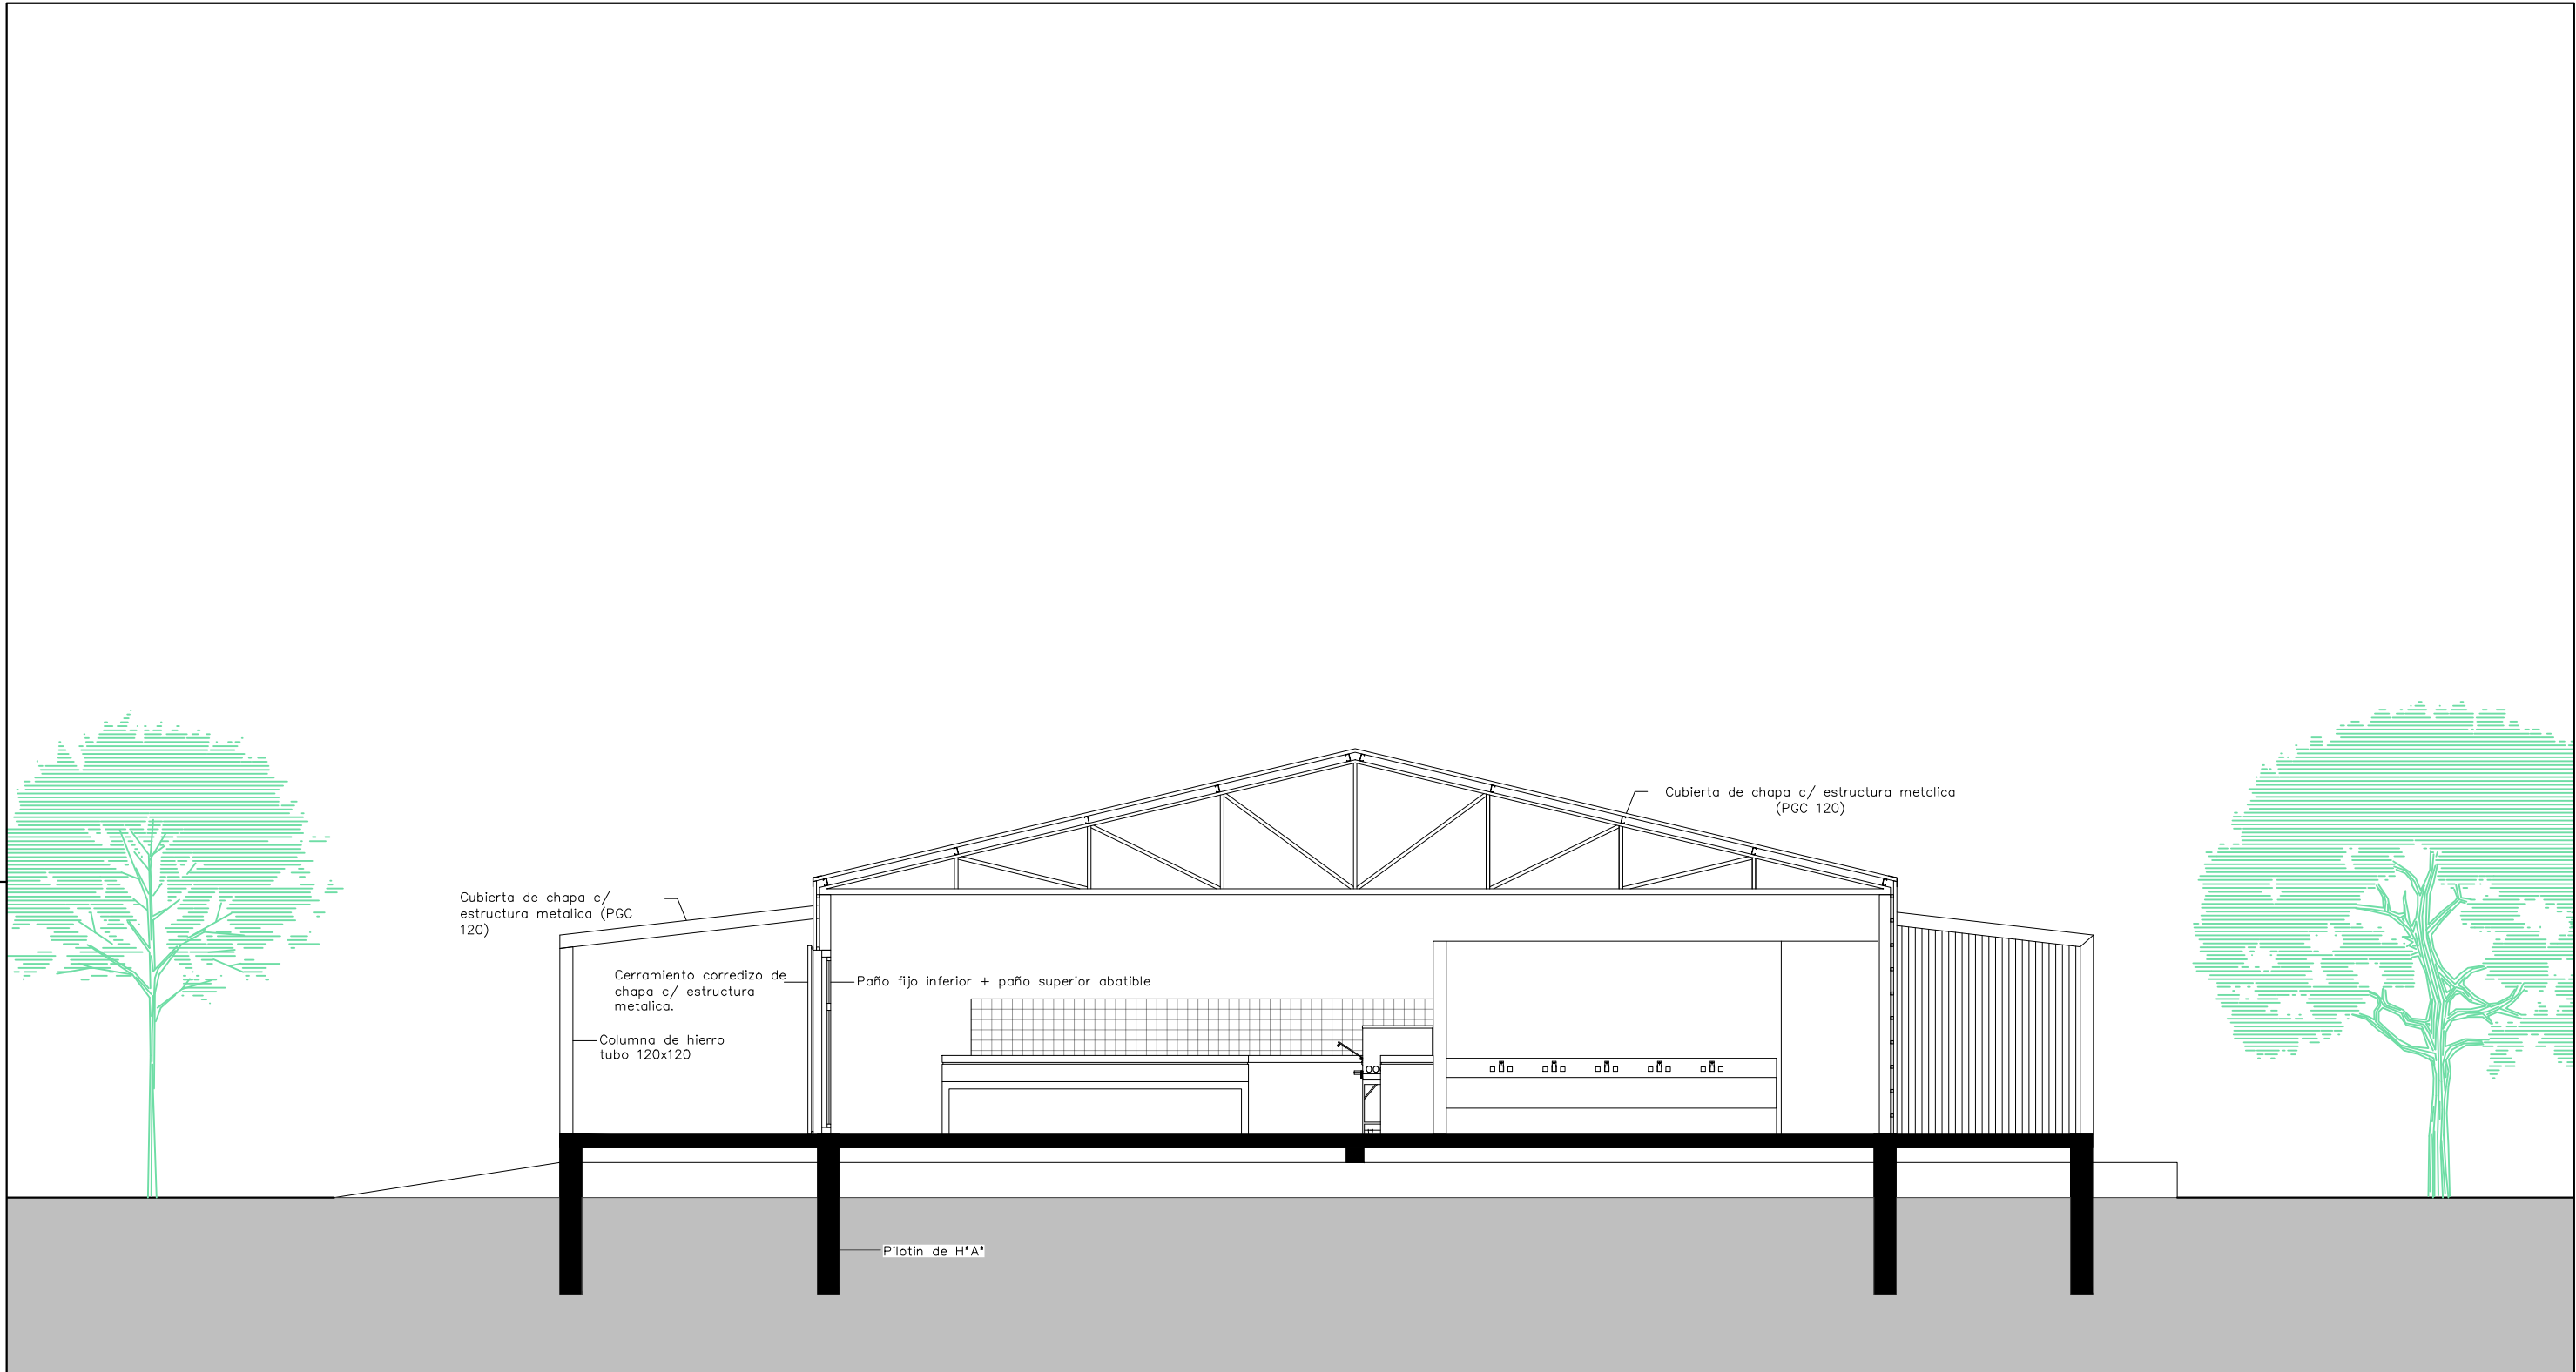 Cubierta de chapa c/ estructura metalica
(PGC 120)
Cubierta de chapa c/
estructura metalica (PGC
120)
Cerramiento corredizo de
chapa c/ estructura
metalica.
Paño fijo inferior + paño superior abatible
Columna de hierro
tubo 120x120
Pilotin de H°A°